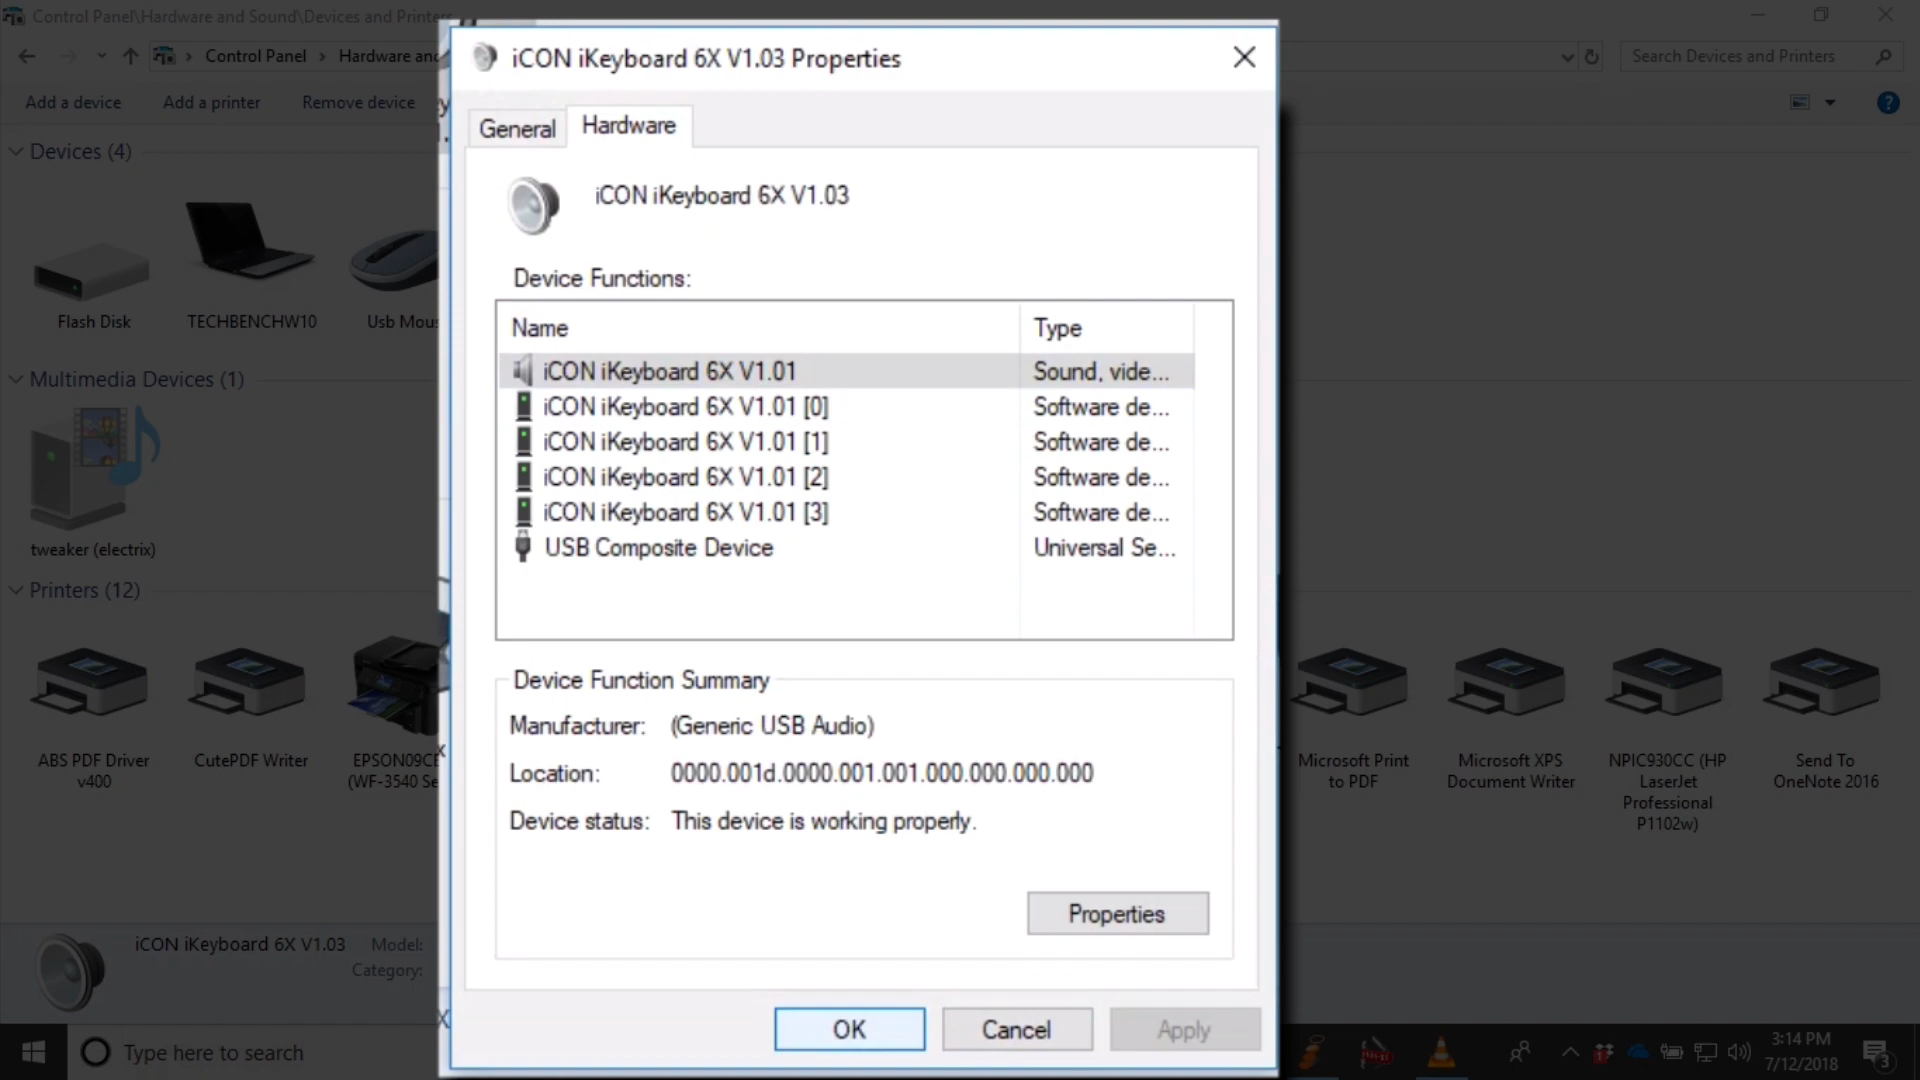 Control Panel\Hardware and Sound\Devices and Printers
Control Panel > Hardware and
Search Devices and Printers
Add a device
Add a printer
Remove device
Devices (4)
Flash Disk
TECHBENCHW10
Usb Mous
Multimedia Devices (1)
tweaker (electrix)
Printers (12)
ABS PDF Driver
v400
CutePDF Writer
EPSON09CE
(WF-3540 Se
iCON iKeyboard 6X V1.03
Model:
Category:
iCON iKeyboard 6X V1.03 Properties
General
Hardware
iCON iKeyboard 6X V1.03
Device Functions:
Name Type
iCON iKeyboard 6X V1.01 Sound, vide...
iCON iKeyboard 6X V1.01 [0] Software de...
iCON iKeyboard 6X V1.01 [1] Software de...
iCON iKeyboard 6X V1.01 [2] Software de...
iCON iKeyboard 6X V1.01 [3] Software de...
USB Composite Device Universal Se...
Device Function Summary
Manufacturer: (Generic USB Audio)
Location: 0000.001d.0000.001.001.000.000.000.000
Device status: This device is working properly.
Properties
OK
Cancel
Apply
Microsoft Print
to PDF
Microsoft XPS
Document Writer
NPIC930CC (HP
LaserJet
Professional
P1102w)
Send To
OneNote 2016
Type here to search
3:14 PM
7/12/2018
3